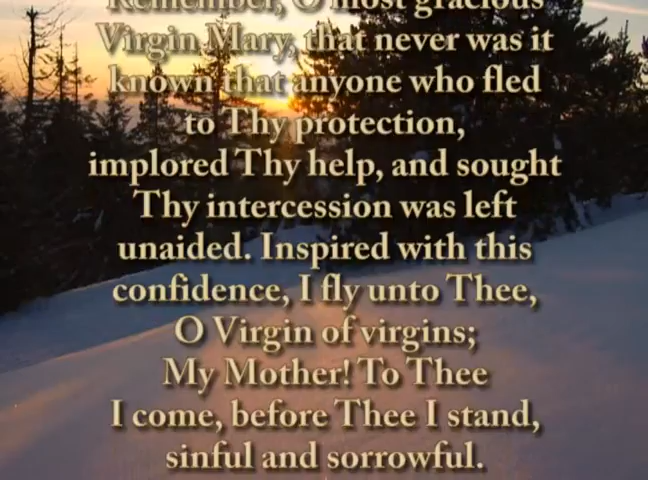 Remember, O most gracious
Virgin Mary, that never was it
known that anyone who fled
to Thy protection,
implored Thy help, and sought
Thy intercession was left
unaided. Inspired with this
confidence, I fly unto Thee,
O Virgin of virgins;
My Mother! To Thee
I come, before Thee I stand,
sinful and sorrowful.